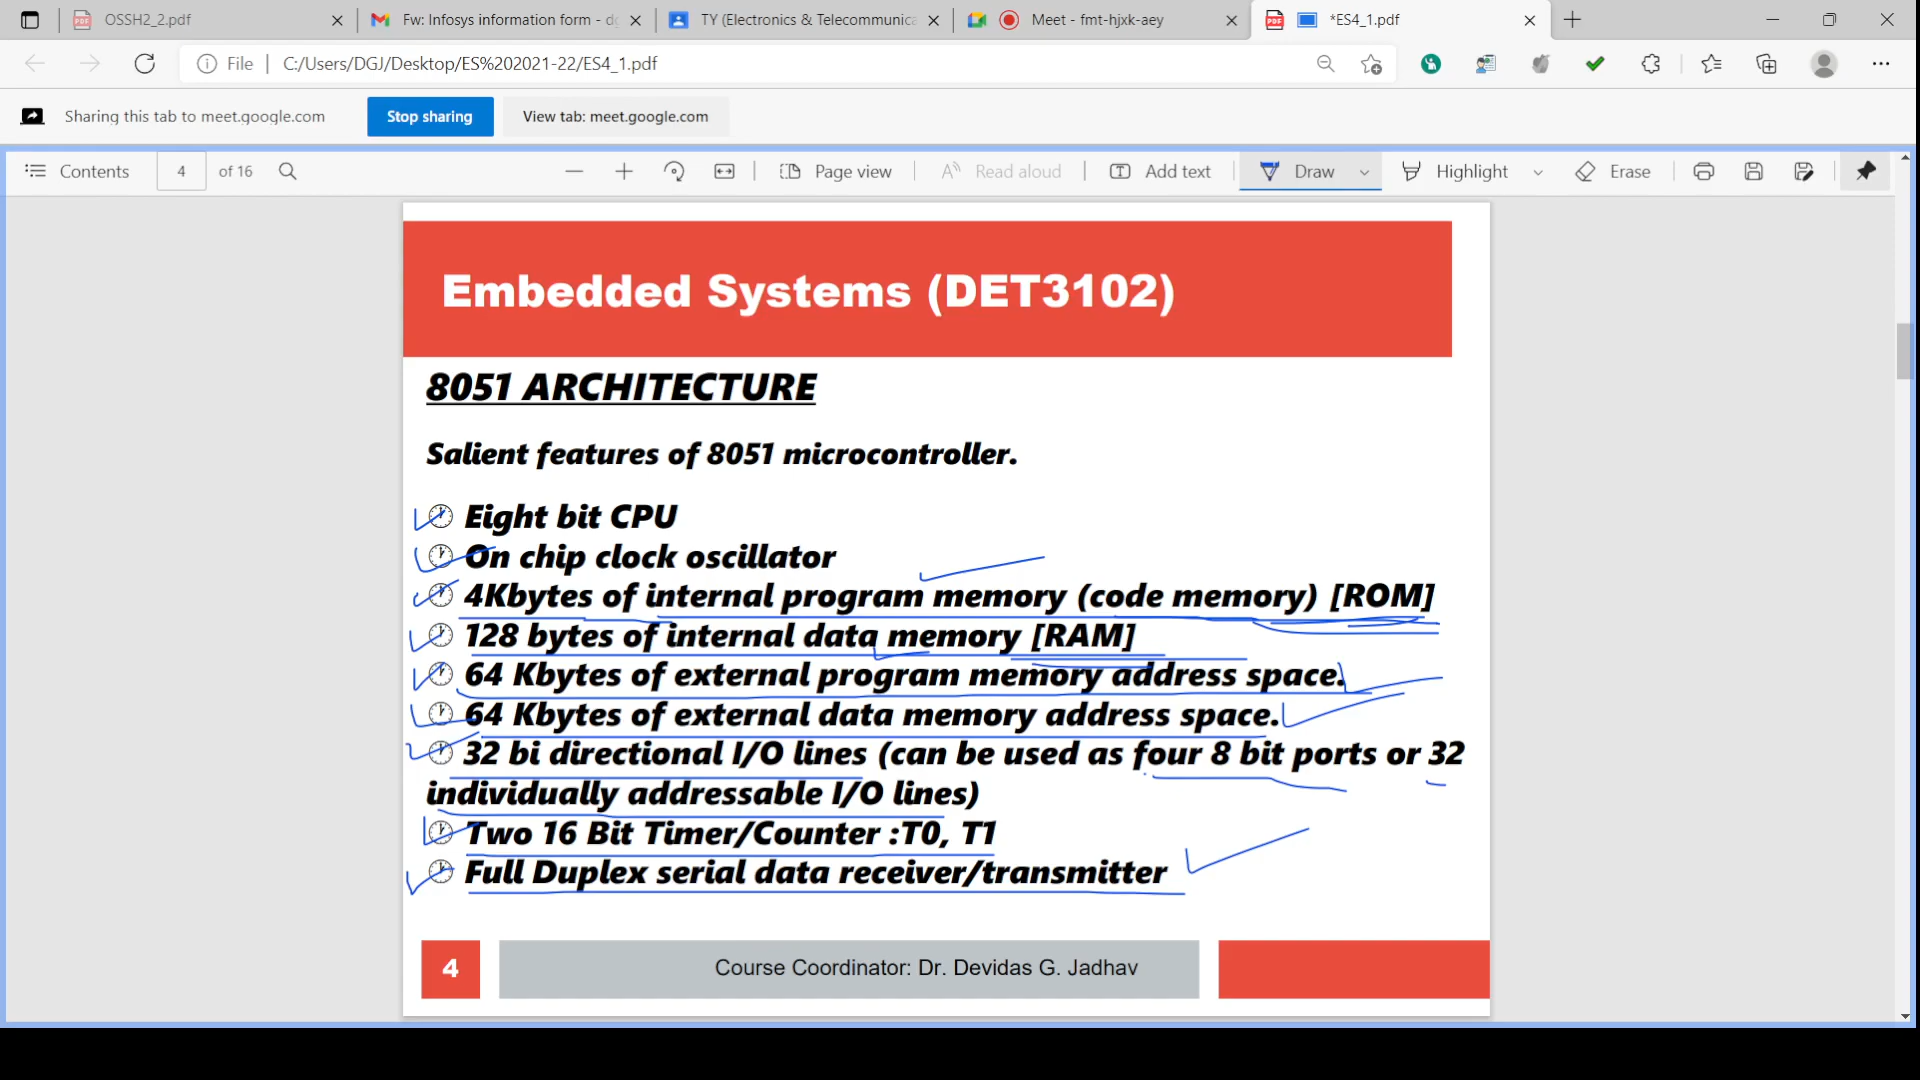 OSSH2_2.pdf
Fw: Infosys information form - d
TY (Electronics & Telecommunica
Meet - fmt-hjxk-aey
*ES4_1.pdf
File
C:/Users/DGJ/Desktop/ES%202021-22/ES4_1.pdf
Sharing this tab to meet.google.com
Stop sharing
View tab: meet.google.com
Contents
4
of 16
Page view
Read aloud
Add text
Draw
Highlight
Erase
Embedded Systems (DET3102)
8051 ARCHITECTURE
Salient features of 8051 microcontroller.
Eight bit CPU
On chip clock oscillator
4Kbytes of internal program memory (code memory) [ROM]
128 bytes of internal data memory [RAM]
64 Kbytes of external program memory address space.
64 Kbytes of external data memory address space.
32 bi directional I/O lines (can be used as four 8 bit ports or 32
individually addressable I/O lines)
Two 16 Bit Timer/Counter :T0, T1
Full Duplex serial data receiver/transmitter
4
Course Coordinator: Dr. Devidas G. Jadhav